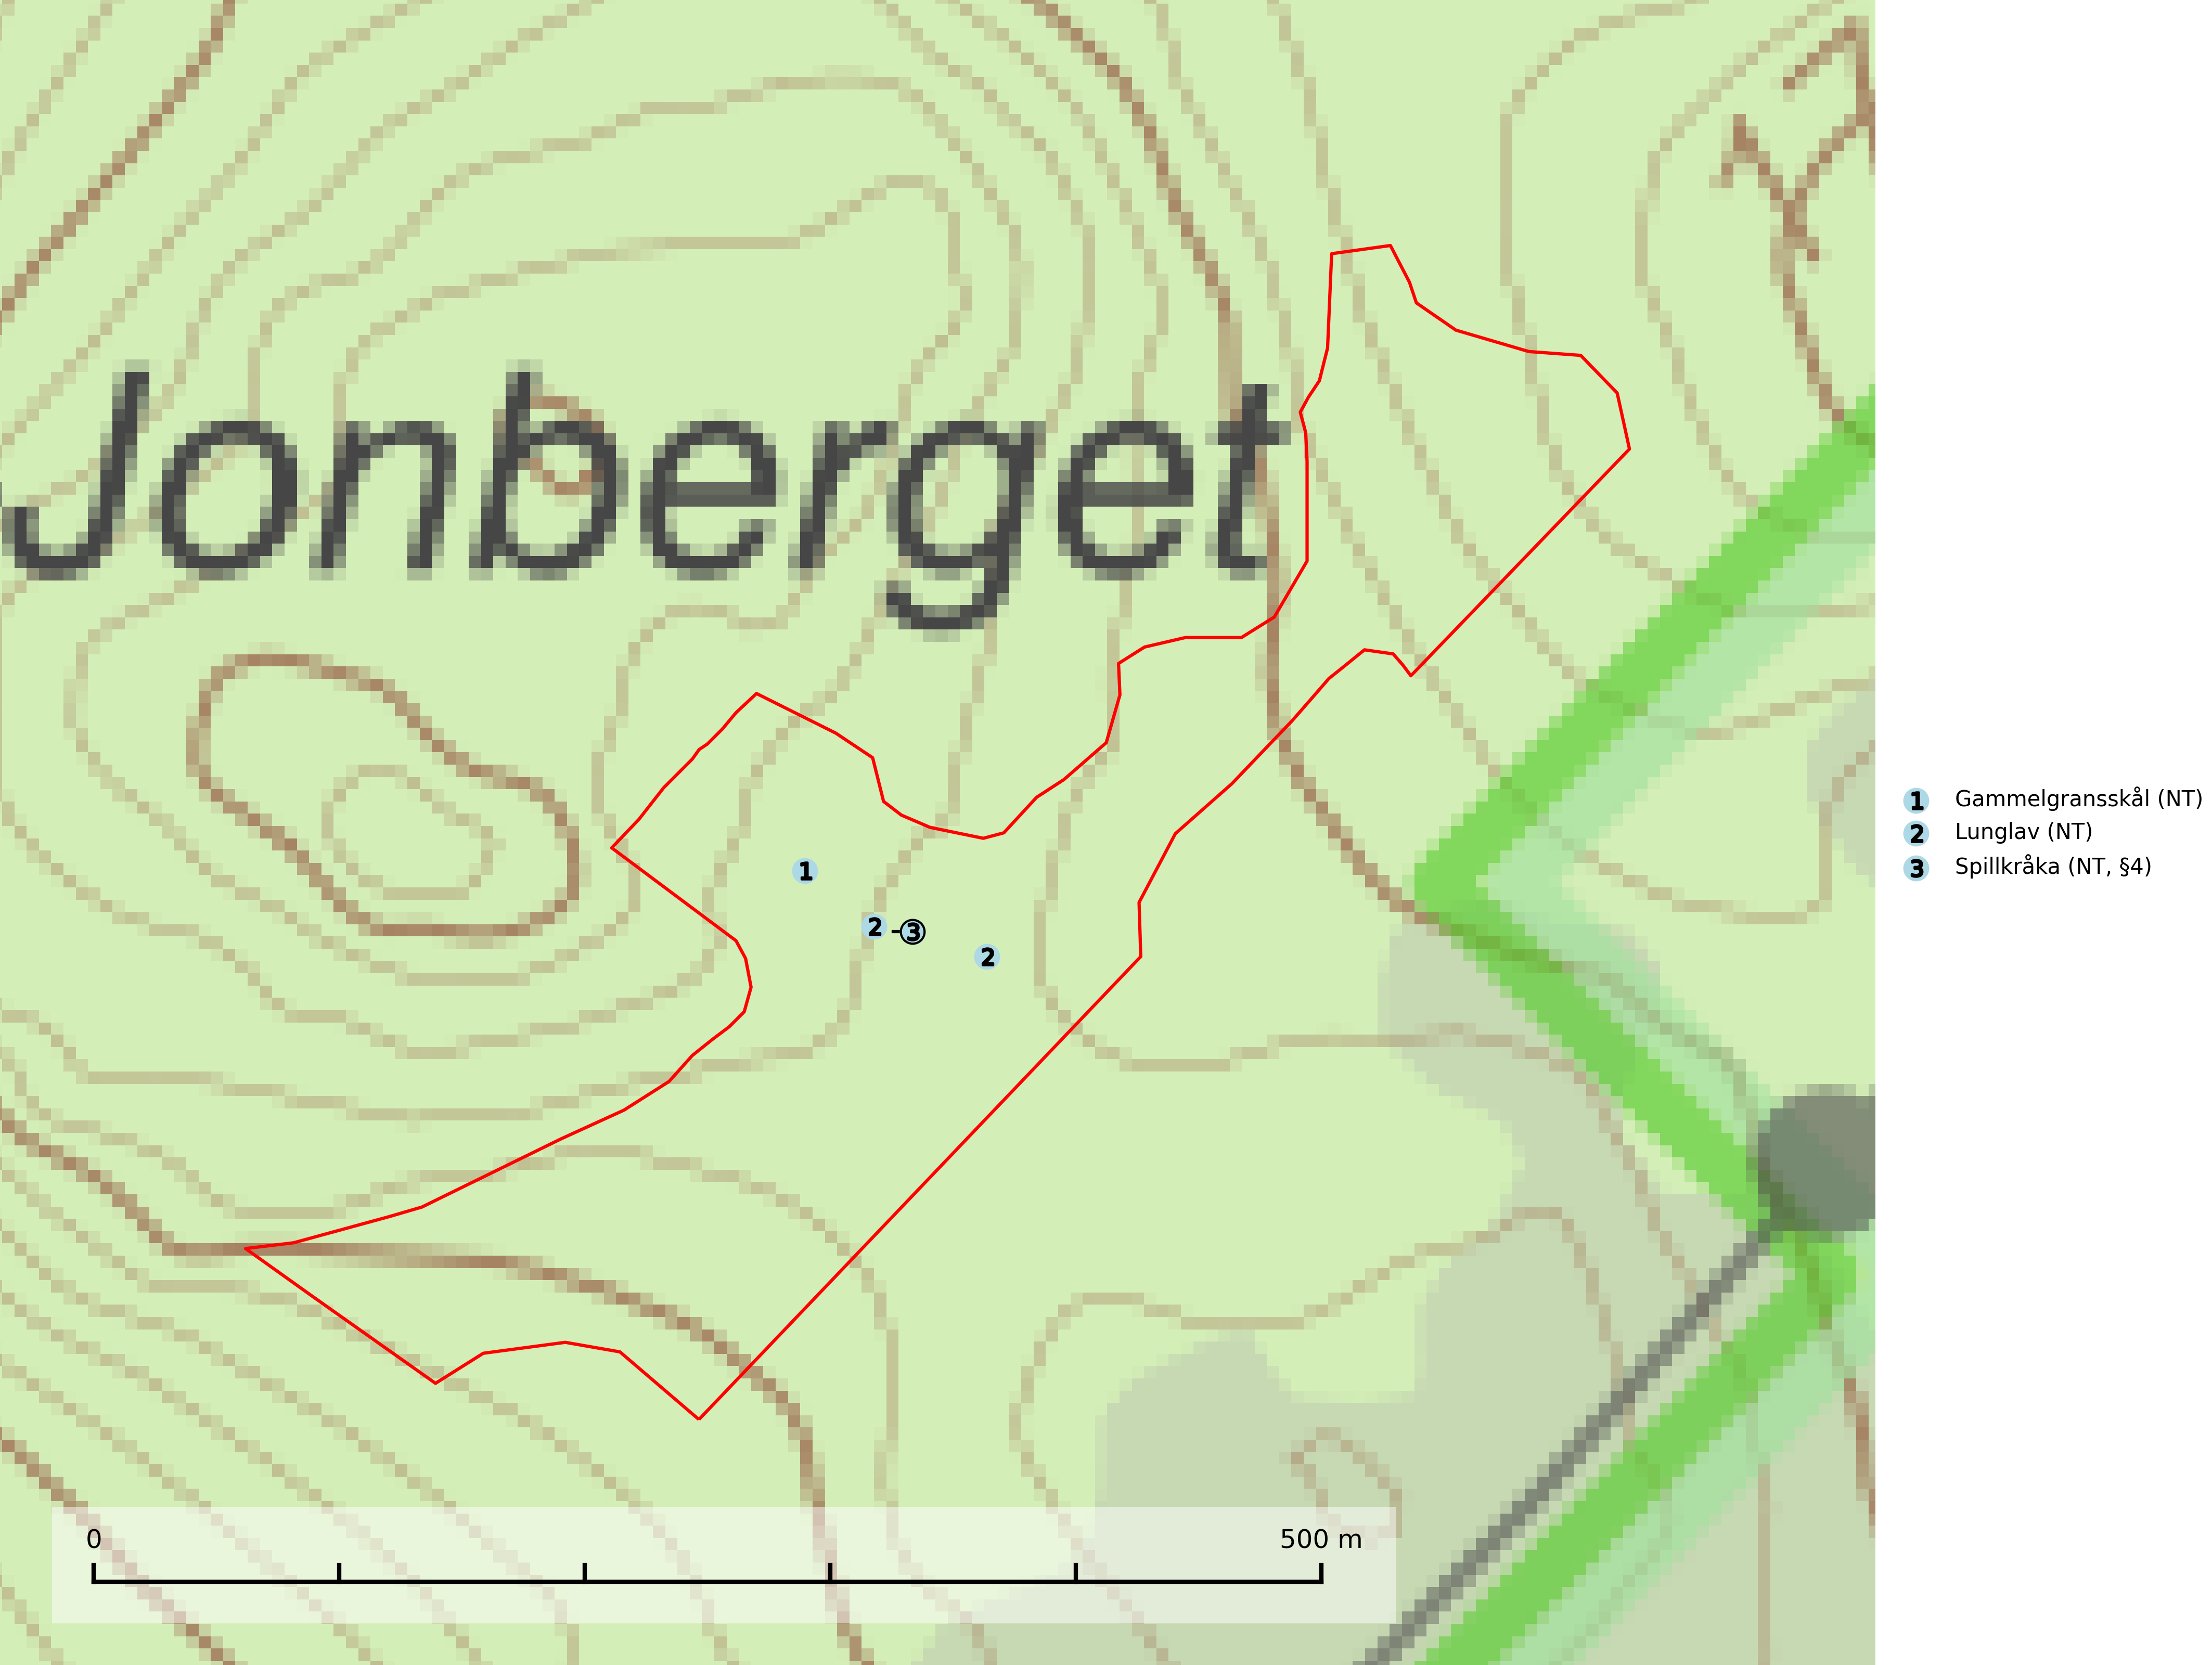 Jonberget
1
2
3
2
1 Gammelgransskål (NT)
2 Lunglav (NT)
3 Spillkråka (NT, §4)
0
500 m